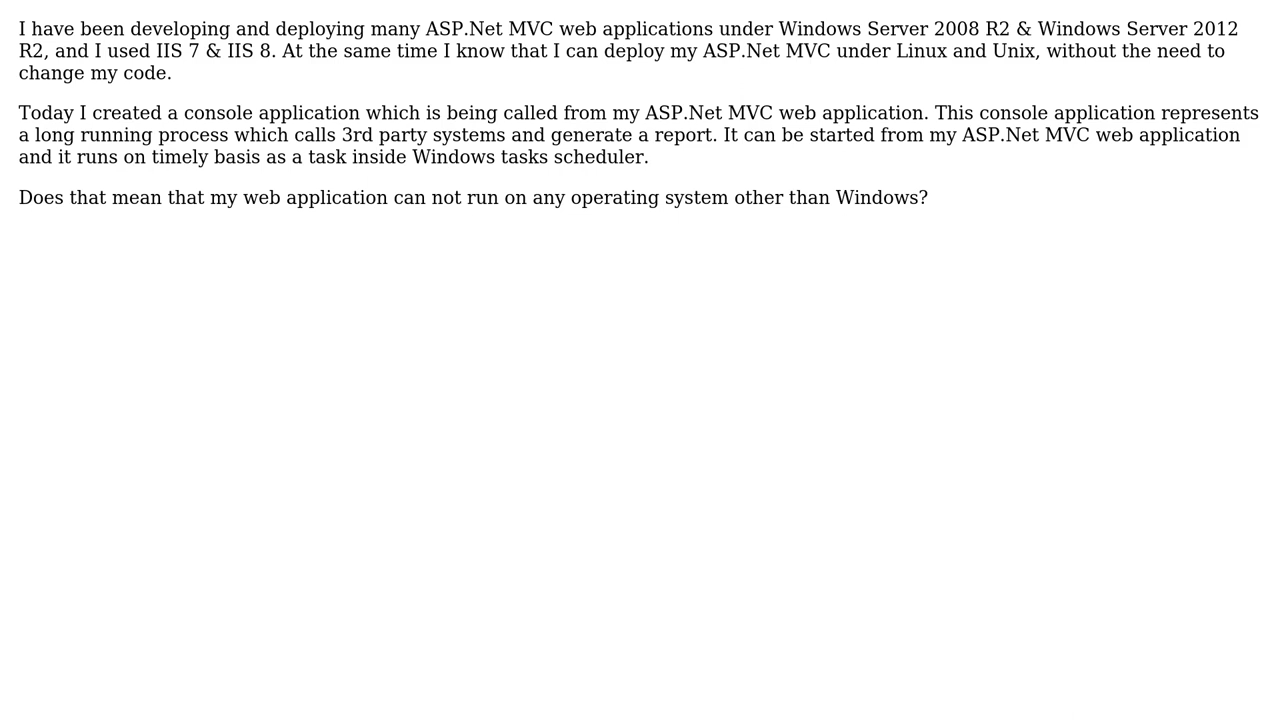 I have been developing and deploying many ASP.Net MVC web applications under Windows Server 2008 R2 & Windows Server 2012
R2, and I used IIS 7 & IIS 8. At the same time I know that I can deploy my ASP.Net MVC under Linux and Unix, without the need to
change my code.
Today I created a console application which is being called from my ASP.Net MVC web application. This console application represents
a long running process which calls 3rd party systems and generate a report. It can be started from my ASP.Net MVC web application
and it runs on timely basis as a task inside Windows tasks scheduler.
Does that mean that my web application can not run on any operating system other than Windows?